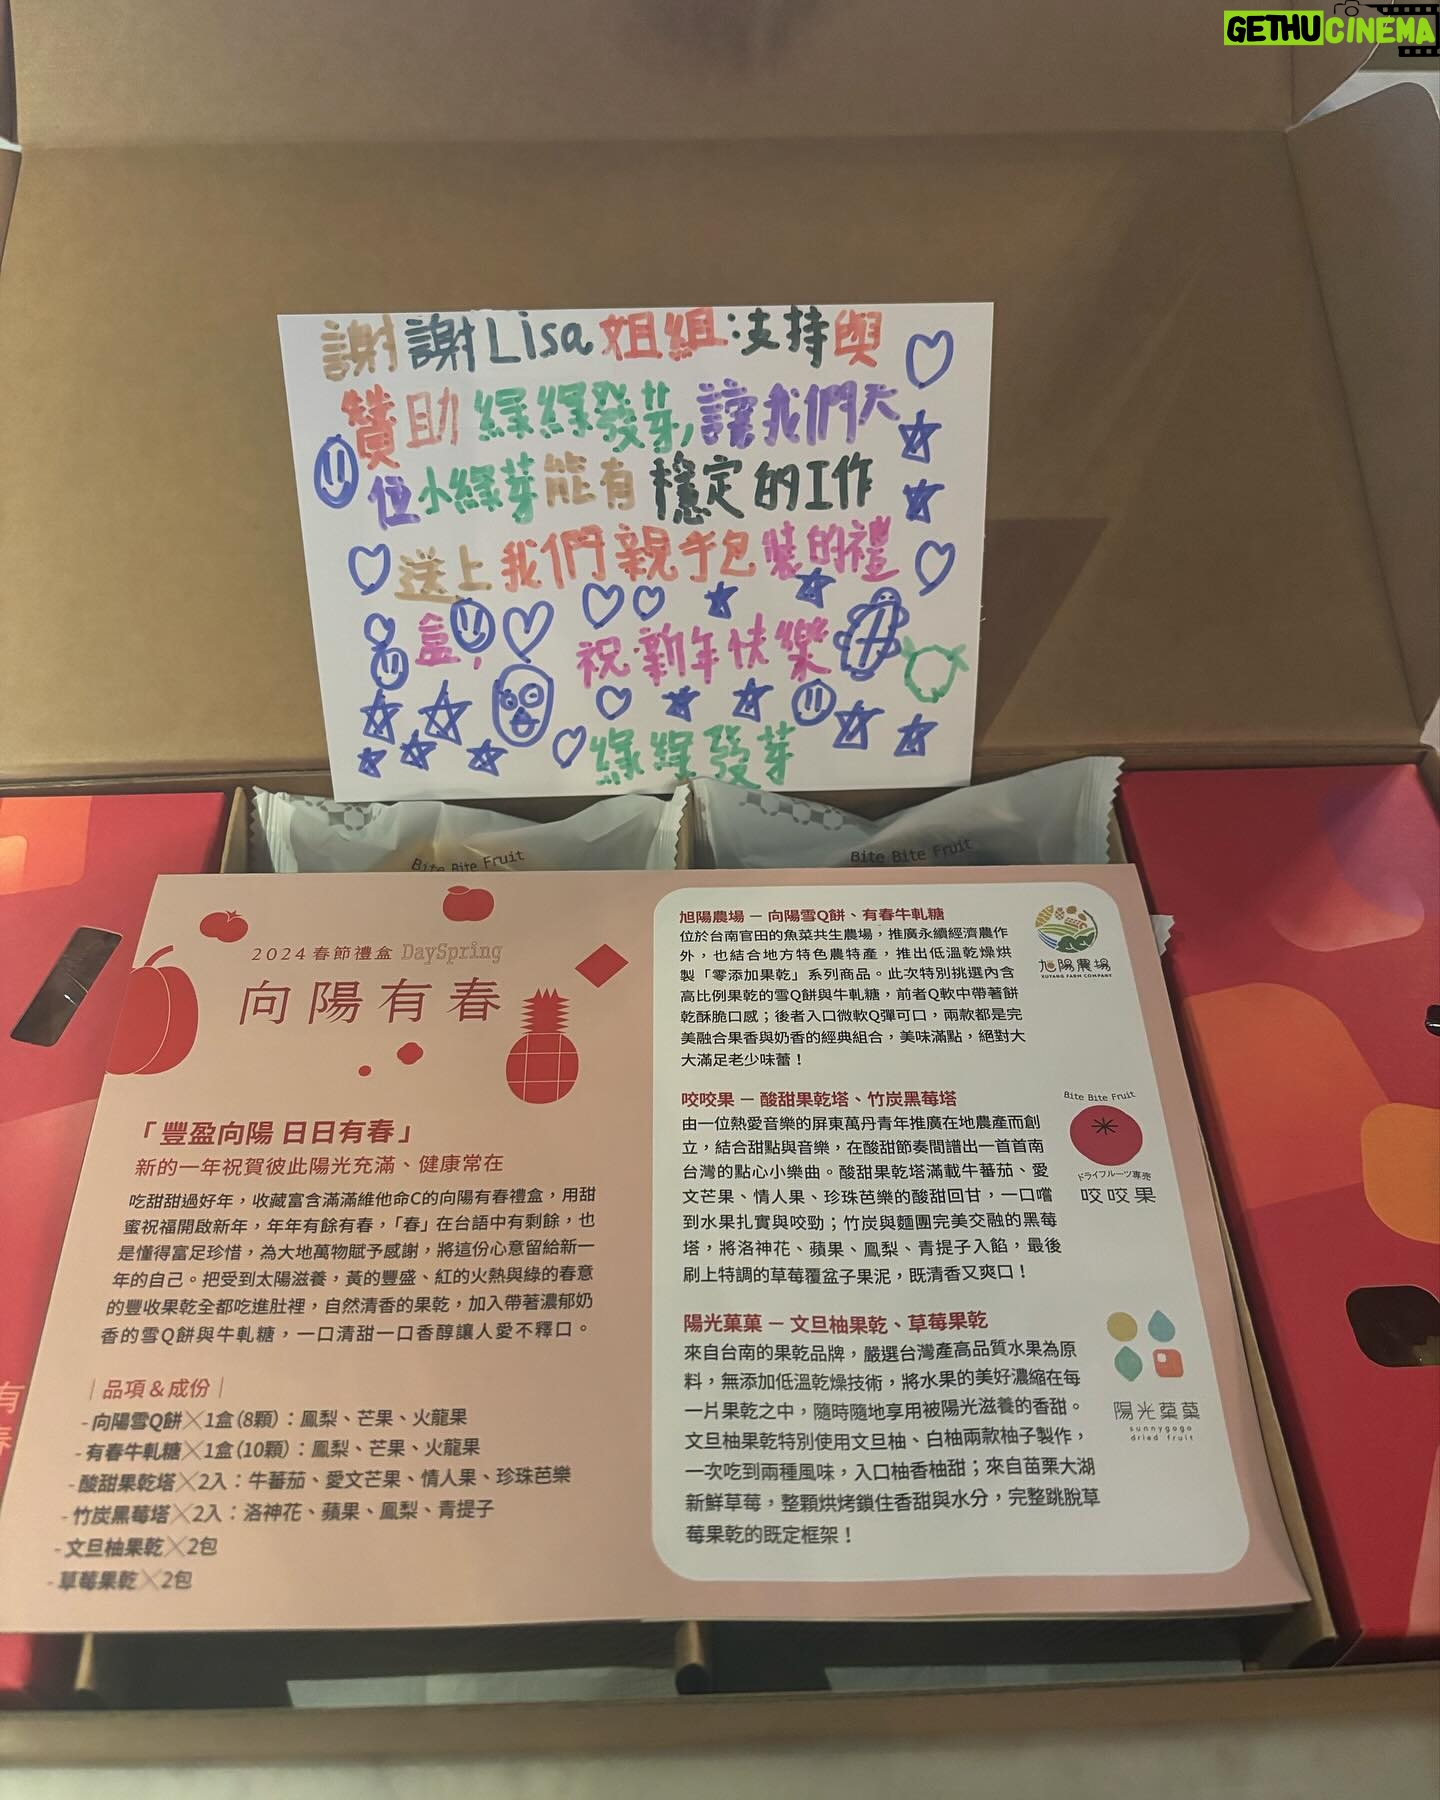 GETHUCINEMA
謝謝Lisa姐組支持與
贊助綠綠發芽,讓我們大
位小綠芽能有穩定的工作
送上我們親手包裝的禮
盒,祝新年快樂
綠綠發芽
Bite Bite Fruit
Bite Bite Fruit
2024春節禮盒 DaySpring
向陽有春
「豐盈向陽 日日有春」
新的一年祝賀彼此陽光充滿、健康常在
吃甜甜過好年，收藏富含滿滿維他命C的向陽有春禮盒，用甜
蜜祝福開啟新年，年年有餘有春，「春」在台語中有剩餘，也
是懂得富足珍惜，為大地萬物賦予感謝，將這份心意留給新一
年的自己。把受到太陽滋養，黃的豐盛、紅的火熱與綠的春意
的豐收果乾全都吃進肚裡，自然清香的果乾，加入帶著濃郁奶
香的雪Q餅與牛軋糖，一口清甜一口香醇讓人愛不釋口。
｜品項＆成份｜
- 向陽雪Q餅╳1盒(8顆)：鳳梨、芒果、火龍果
- 有春牛軋糖╳1盒(10顆)：鳳梨、芒果、火龍果
- 酸甜果乾塔╳2入：牛蕃茄、愛文芒果、情人果、珍珠芭樂
- 竹炭黑莓塔╳2入：洛神花、蘋果、鳳梨、青提子
- 文旦柚果乾╳2包
- 草莓果乾╳2包
旭陽農場 － 向陽雪Q餅、有春牛軋糖
位於台南官田的魚菜共生農場，推廣永續經濟農作
外，也結合地方特色農特產，推出低溫乾燥烘
製「零添加果乾」系列商品。此次特別挑選內含
高比例果乾的雪Q餅與牛軋糖，前者Q軟中帶著餅
乾酥脆口感；後者入口微軟Q彈可口，兩款都是完
美融合果香與奶香的經典組合，美味滿點，絕對大
大滿足老少味蕾！
旭陽農場
XUYANG FARM COMPANY
咬咬果 － 酸甜果乾塔、竹炭黑莓塔
由一位熱愛音樂的屏東萬丹青年推廣在地農產而創
立，結合甜點與音樂，在酸甜節奏間譜出一首首南
台灣的點心小樂曲。酸甜果乾塔滿載牛蕃茄、愛
文芒果、情人果、珍珠芭樂的酸甜回甘，一口嚐
到水果扎實與咬勁；竹炭與麵團完美交融的黑莓
塔，將洛神花、蘋果、鳳梨、青提子入餡，最後
刷上特調的草莓覆盆子果泥，既清香又爽口！
Bite Bite Fruit
ドライフルーツ専売
咬咬果
陽光菓菓 － 文旦柚果乾、草莓果乾
來自台南的果乾品牌，嚴選台灣產高品質水果為原
料，無添加低溫乾燥技術，將水果的美好濃縮在每
一片果乾之中，隨時隨地享用被陽光滋養的香甜。
文旦柚果乾特別使用文旦柚、白柚兩款柚子製作，
一次吃到兩種風味，入口柚香柚甜；來自苗栗大湖
新鮮草莓，整顆烘烤鎖住香甜與水分，完整跳脫草
莓果乾的既定框架！
陽光菓菓
sunnygogo
dried fruit
有
春